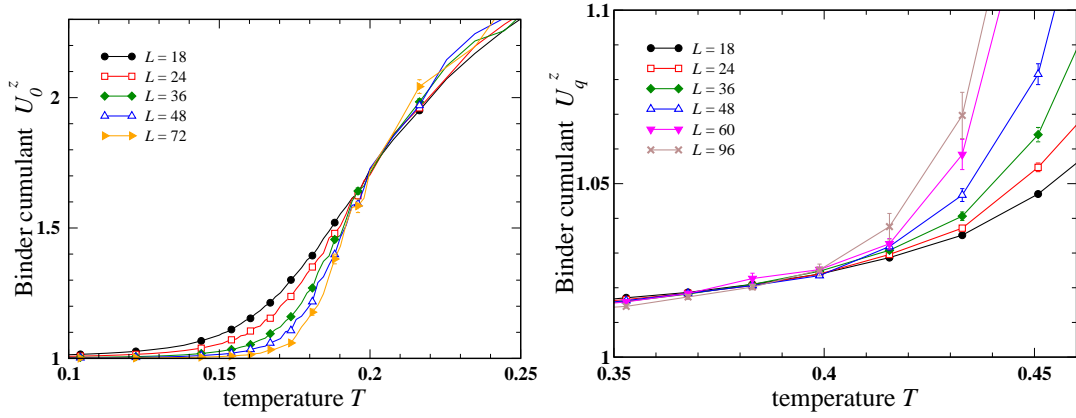 Binder cumulant U_0^z
2
1.5
1
L = 18
L = 24
L = 36
L = 48
L = 72
0.1
0.15
0.2
0.25
temperature T
Binder cumulant U_q^z
1.1
1.05
1
L = 18
L = 24
L = 36
L = 48
L = 60
L = 96
0.35
0.4
0.45
temperature T